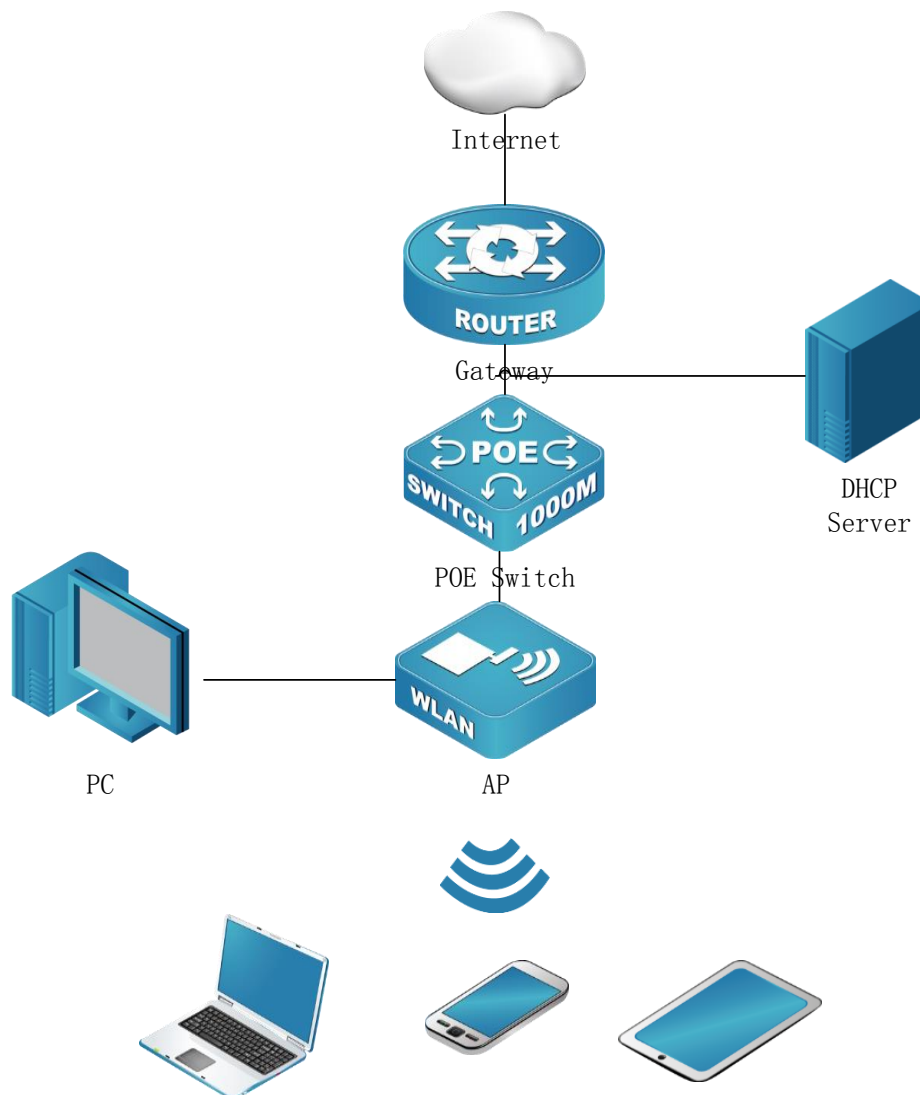 Internet
ROUTER
Gateway
POE
SWITCH 1000M
DHCP
Server
POE Switch
WLAN
PC
AP